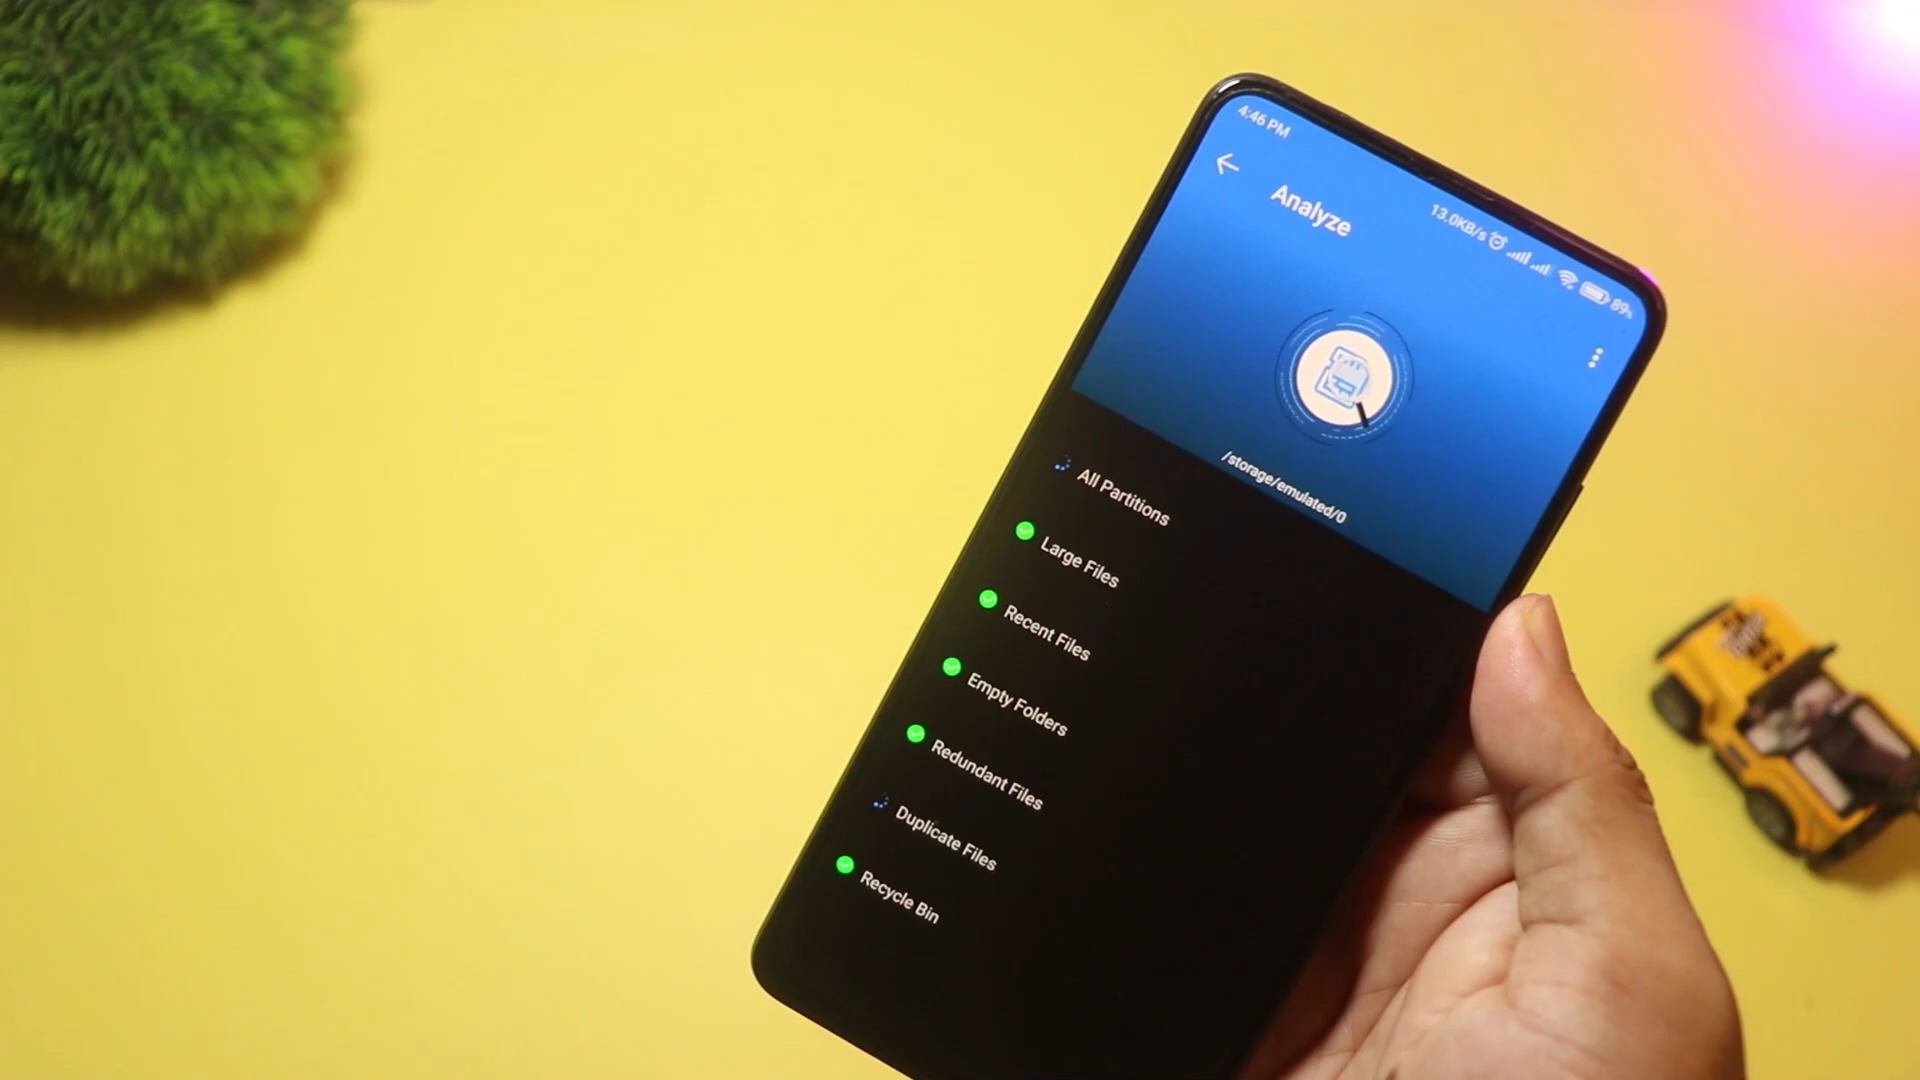 4:46 PM
13.0KB/s
89%
Analyze
/storage/emulated/0
All Partitions
Large Files
Recent Files
Empty Folders
Redundant Files
Duplicate Files
Recycle Bin